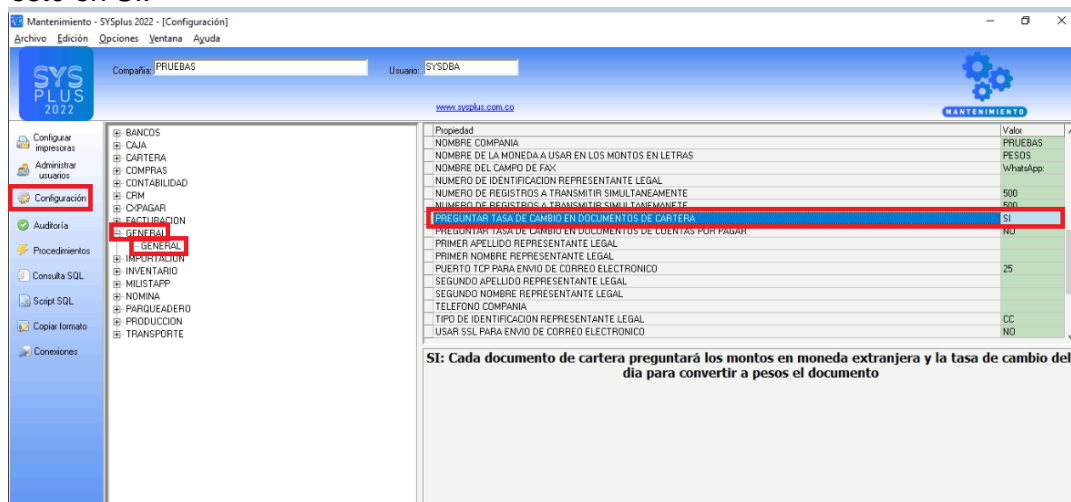 Mantenimiento - SYSplus 2022 - [Configuración]
Archivo Edición Opciones Ventana Ayuda
SYS
PLUS
2022
Compañia: PRUEBAS
Usuario: SYSDBA
www.sysplus.com.co
MANTENIMIENTO
Configurar impresoras
Administrar usuarios
Configuración
Auditoría
Procedimientos
Consulta SQL
Script SQL
Copiar formato
Conexiones
BANCOS
CAJA
CARTERA
COMPRAS
CONTABILIDAD
CRM
CXPAGAR
FACTURACION
GENERAL
GENERAL
IMPORTACION
INVENTARIO
MILISTAPP
NOMINA
PARQUEADERO
PRODUCCION
TRANSPORTE
Propiedad Valor
NOMBRE COMPANIA PRUEBAS
NOMBRE DE LA MONEDA A USAR EN LOS MONTOS EN LETRAS PESOS
NOMBRE DEL CAMPO DE FAX WhatsApp:
NUMERO DE IDENTIFICACION REPRESENTANTE LEGAL
NUMERO DE REGISTROS A TRANSMITIR SIMULTANEAMENTE 500
NUMERO DE REGISTROS A TRANSMITIR SIMULTANEMANETE 500
PREGUNTAR TASA DE CAMBIO EN DOCUMENTOS DE CARTERA SI
PREGUNTAR TASA DE CAMBIO EN DOCUMENTOS DE CUENTAS POR PAGAR NO
PRIMER APELLIDO REPRESENTANTE LEGAL
PRIMER NOMBRE REPRESENTANTE LEGAL
PUERTO TCP PARA ENVIO DE CORREO ELECTRONICO 25
SEGUNDO APELLIDO REPRESENTANTE LEGAL
SEGUNDO NOMBRE REPRESENTANTE LEGAL
TELEFONO COMPANIA
TIPO DE IDENTIFICACION REPRESENTANTE LEGAL CC
USAR SSL PARA ENVIO DE CORREO ELECTRONICO NO
SI: Cada documento de cartera preguntará los montos en moneda extranjera y la tasa de cambio del
dia para convertir a pesos el documento